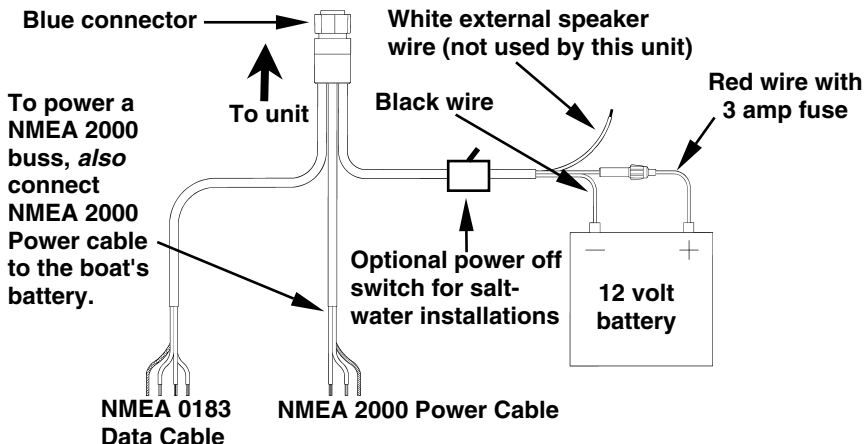 Blue connector
White external speaker
wire (not used by this unit)
Red wire with
3 amp fuse
To power a
NMEA 2000
buss, also
connect
NMEA 2000
Power cable
to the boat's
battery.
To unit
Black wire
Optional power off
switch for salt-
water installations
–
+
12 volt
battery
NMEA 0183
Data Cable
NMEA 2000 Power Cable